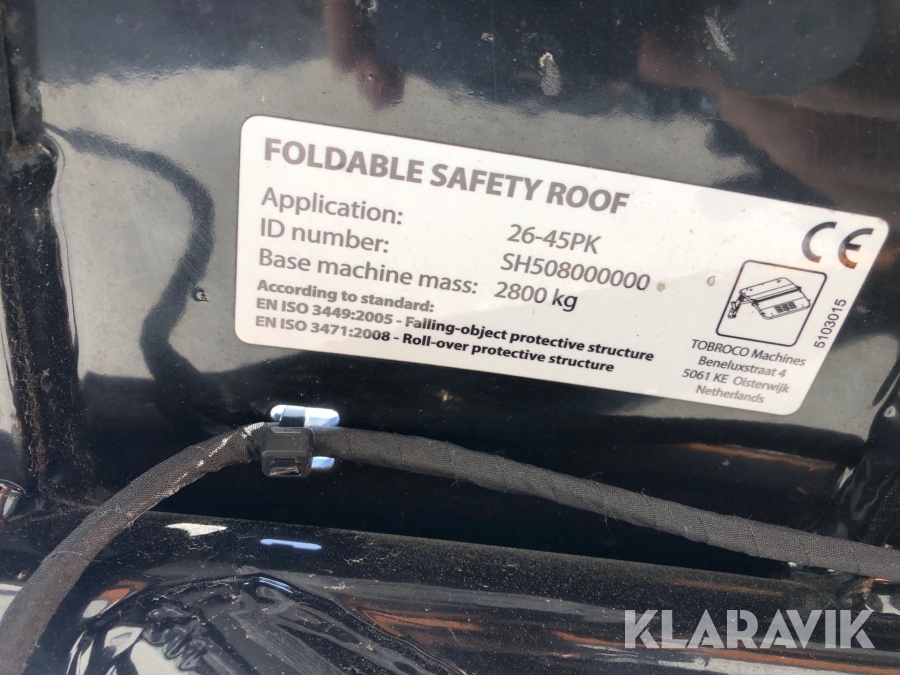 FOLDABLE SAFETY ROOF
Application: 26-45PK
ID number: SH508000000
Base machine mass: 2800 kg
According to standard:
EN ISO 3449:2005 - Falling-object protective structure
EN ISO 3471:2008 - Roll-over protective structure
CE
5103015
TOBROCO Machines
Beneluxstraat 4
5061 KE Oisterwijk
Netherlands
KLARAVIK